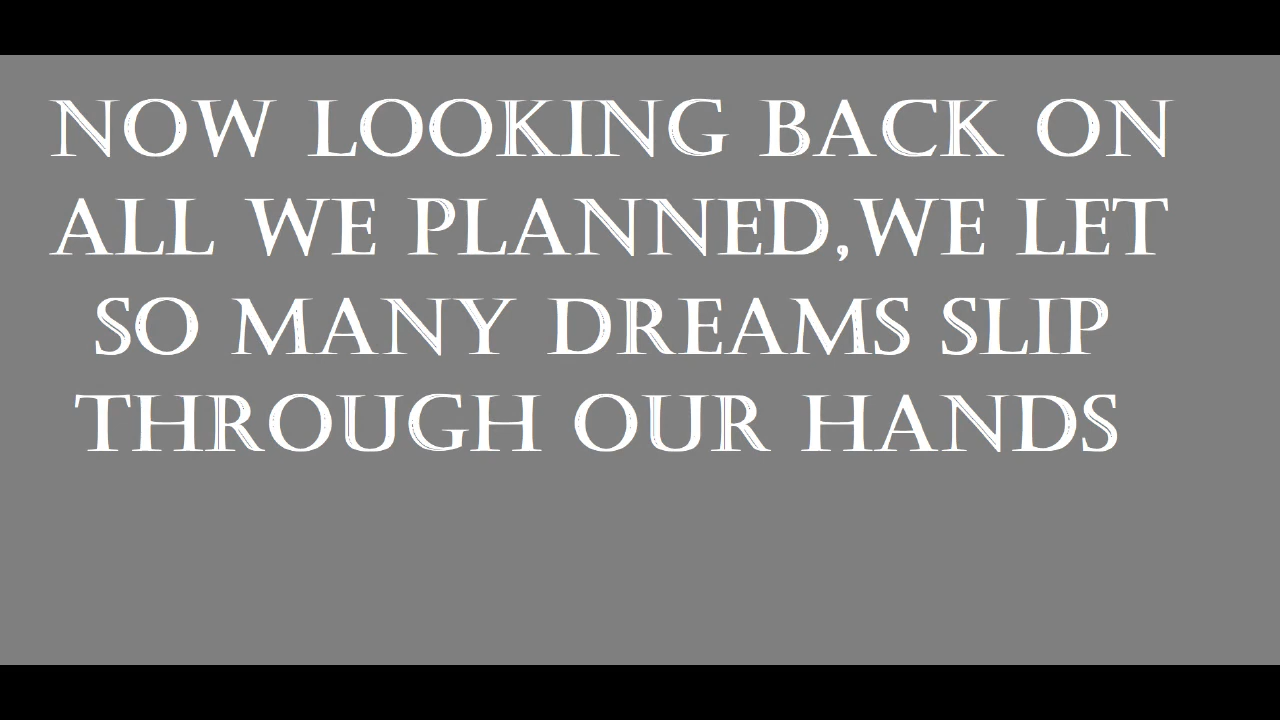 NOW LOOKING BACK ON
ALL WE PLANNED,WE LET
SO MANY DREAMS SLIP
THROUGH OUR HANDS